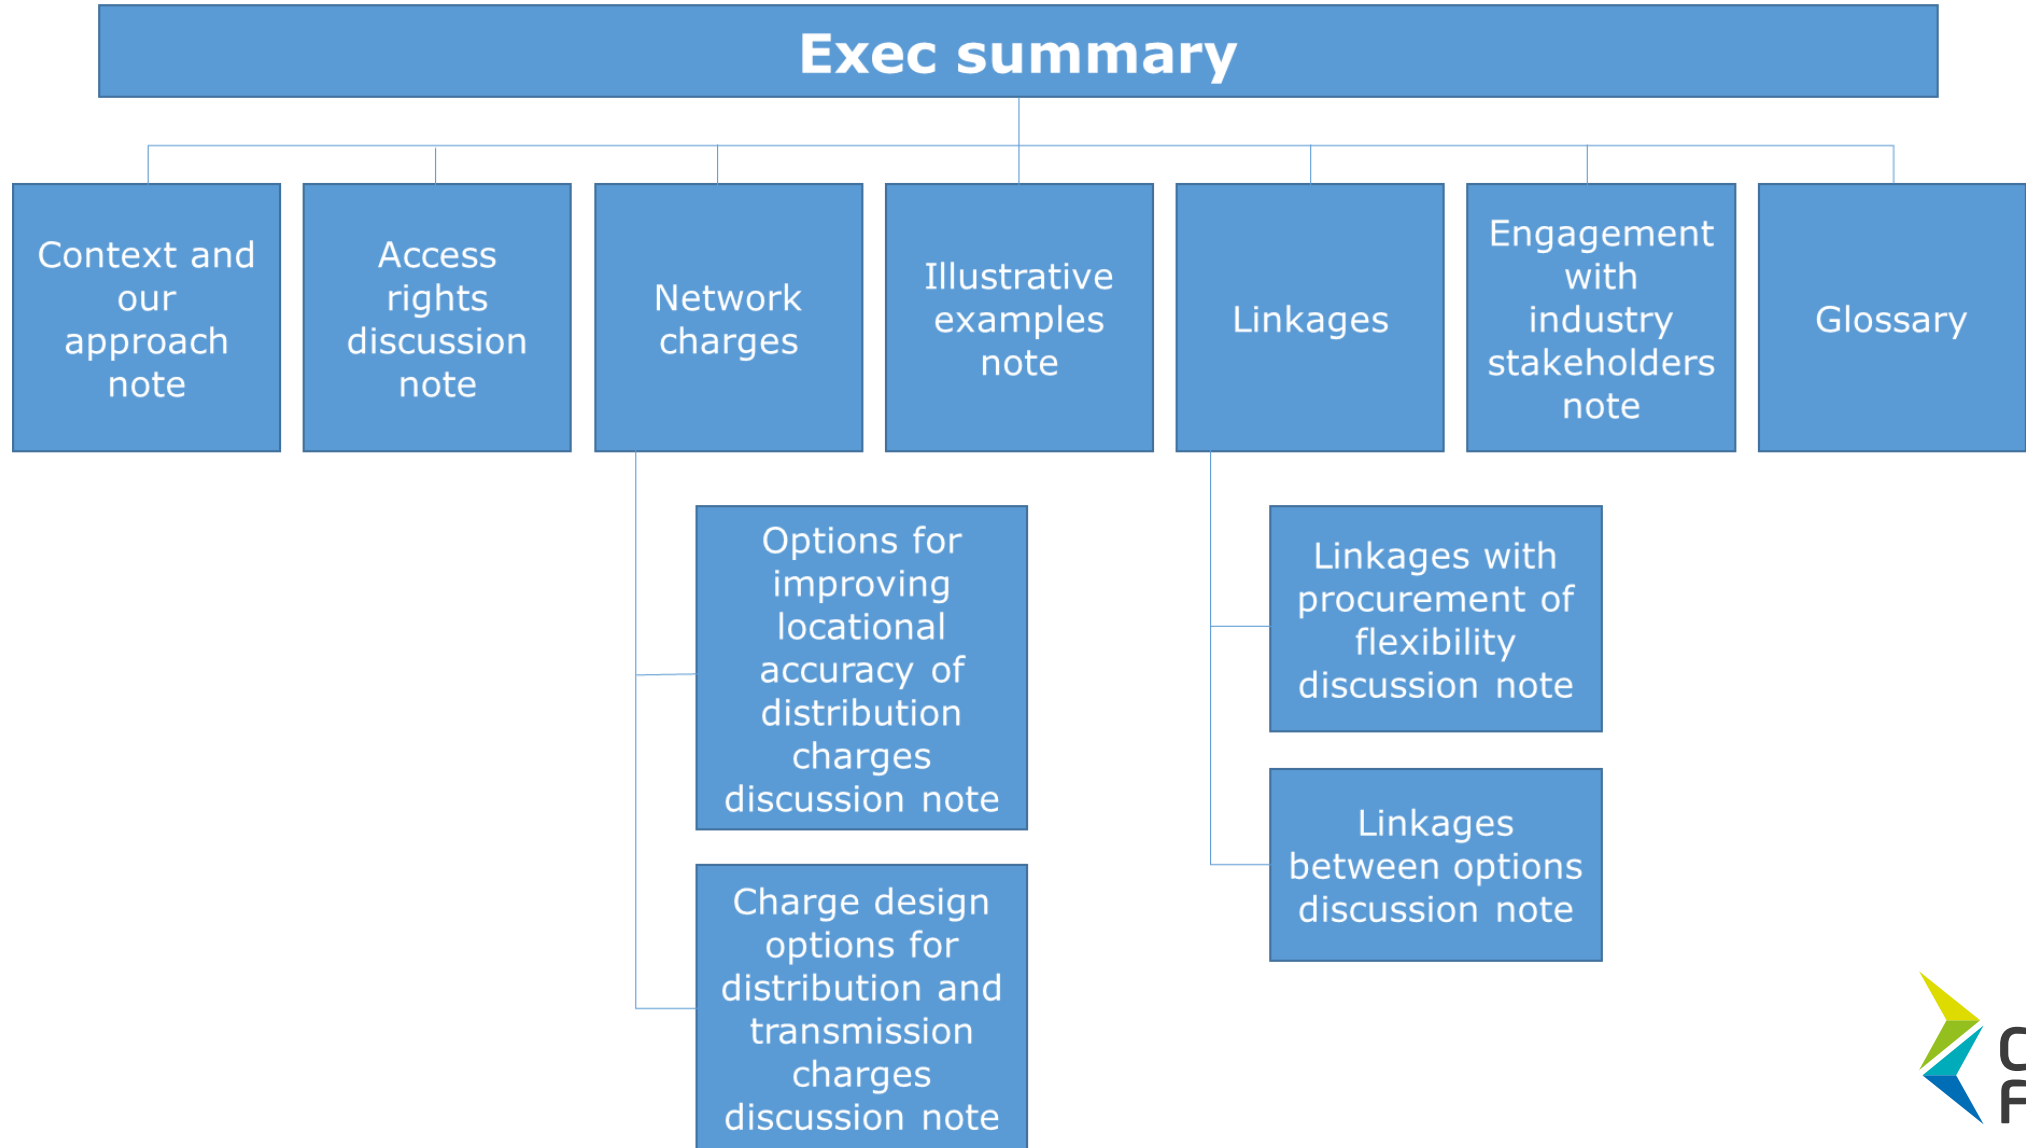 Exec summary
Context and
our
approach
note
Access
rights
discussion
note
Network
charges
Illustrative
examples
note
Linkages
Engagement
with
industry
stakeholders
note
Glossary
Options for
improving
locational
accuracy of
distribution
charges
discussion note
Linkages with
procurement of
flexibility
discussion note
Linkages
between options
discussion note
Charge design
options for
distribution and
transmission
charges
discussion note